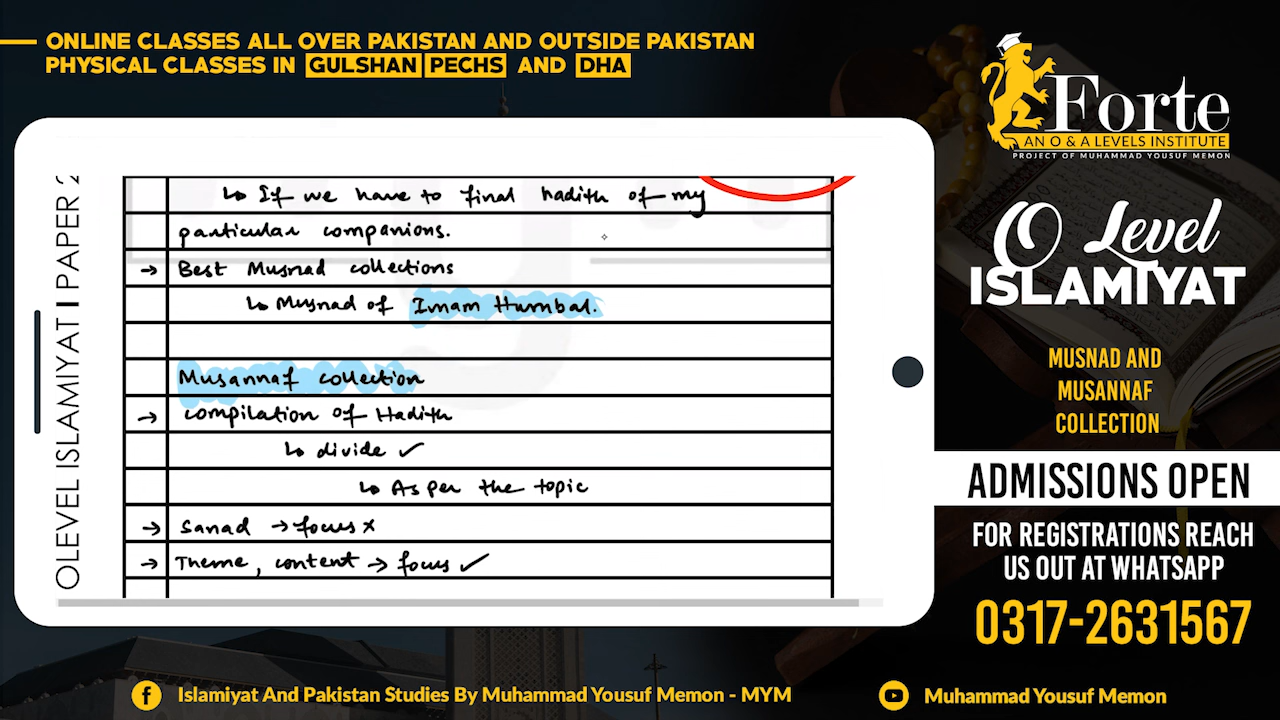 ONLINE CLASSES ALL OVER PAKISTAN AND OUTSIDE PAKISTAN
PHYSICAL CLASSES IN GULSHAN PECHS AND DHA
Forte
AN O & A LEVELS INSTITUTE
PROJECT OF MUHAMMAD YOUSUF MEMON
OLEVEL ISLAMIYAT I PAPER 2
↳ If we have to final hadith of my
particular companions.
→ Best Musnad collections
↳ Musnad of Imam Humbal.
Musannaf collection
→ compilation of Hadith
↳ divide ✓
↳ As per the topic
→ Sanad → focus x
→ Theme, content → focus ✓
O Level
ISLAMIYAT
MUSNAD AND
MUSANNAF
COLLECTION
ADMISSIONS OPEN
FOR REGISTRATIONS REACH
US OUT AT WHATSAPP
0317-2631567
Islamiyat And Pakistan Studies By Muhammad Yousuf Memon - MYM
Muhammad Yousuf Memon